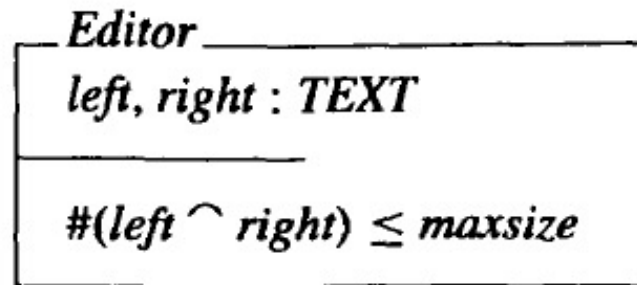 Editor
left, right : TEXT
#(left ⌢ right) ≤ maxsize